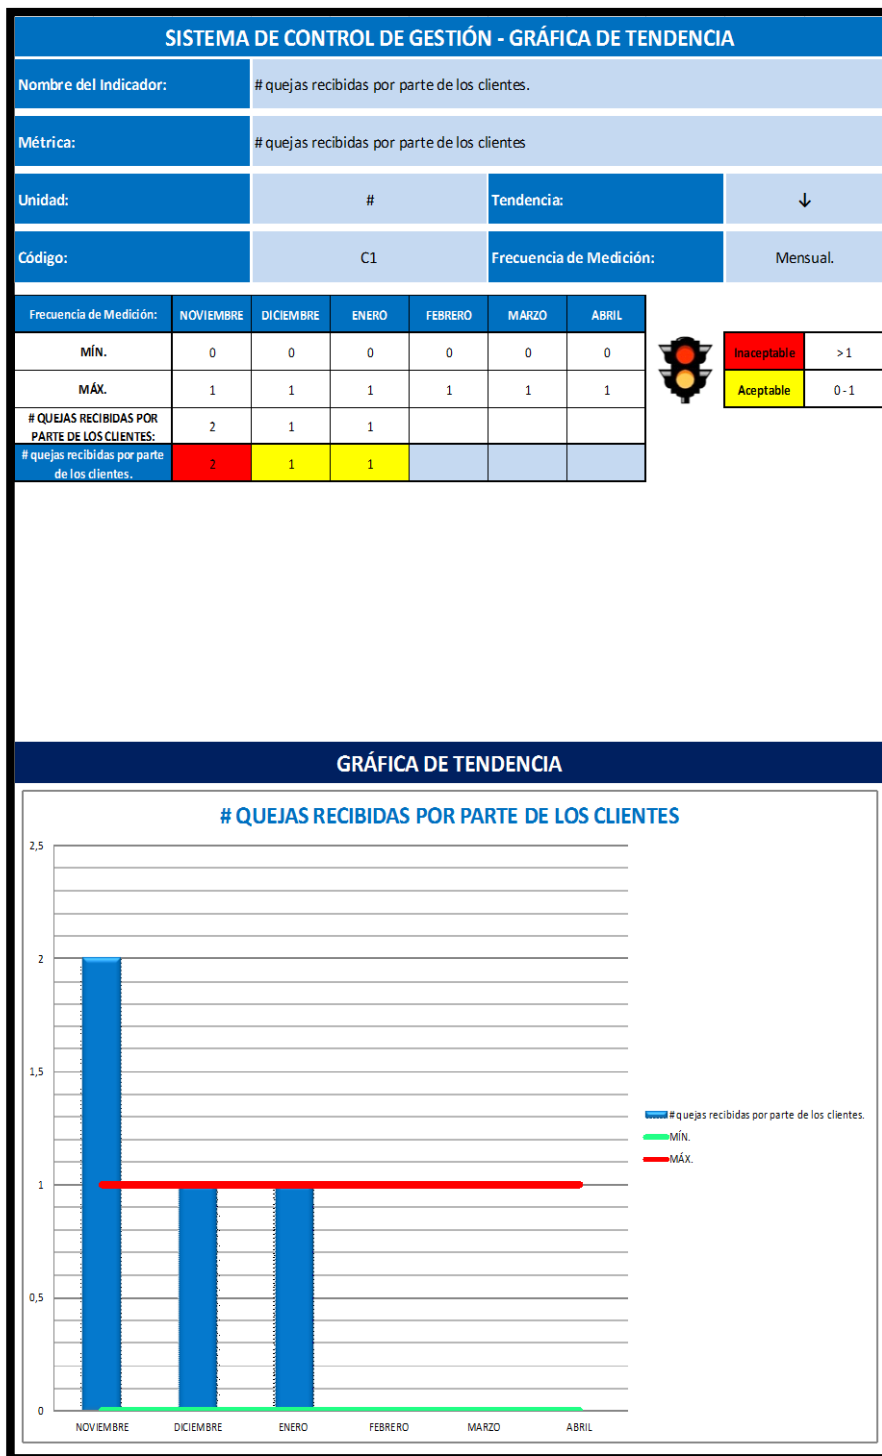 SISTEMA DE CONTROL DE GESTIÓN - GRÁFICA DE TENDENCIA
Nombre del Indicador: # quejas recibidas por parte de los clientes.
Métrica: # quejas recibidas por parte de los clientes
Unidad: # Tendencia: ↓
Código: C1 Frecuencia de Medición: Mensual.
Frecuencia de Medición: NOVIEMBRE DICIEMBRE ENERO FEBRERO MARZO ABRIL
MÍN. 0 0 0 0 0 0
Inaceptable > 1
MÁX. 1 1 1 1 1 1
Aceptable 0 - 1
# QUEJAS RECIBIDAS POR
PARTE DE LOS CLIENTES: 2 1 1
# quejas recibidas por parte
de los clientes. 2 1 1
GRÁFICA DE TENDENCIA
# QUEJAS RECIBIDAS POR PARTE DE LOS CLIENTES
2,5
2
1,5
1
0,5
0
# quejas recibidas por parte de los clientes.
MÍN.
MÁX.
NOVIEMBRE DICIEMBRE ENERO FEBRERO MARZO ABRIL